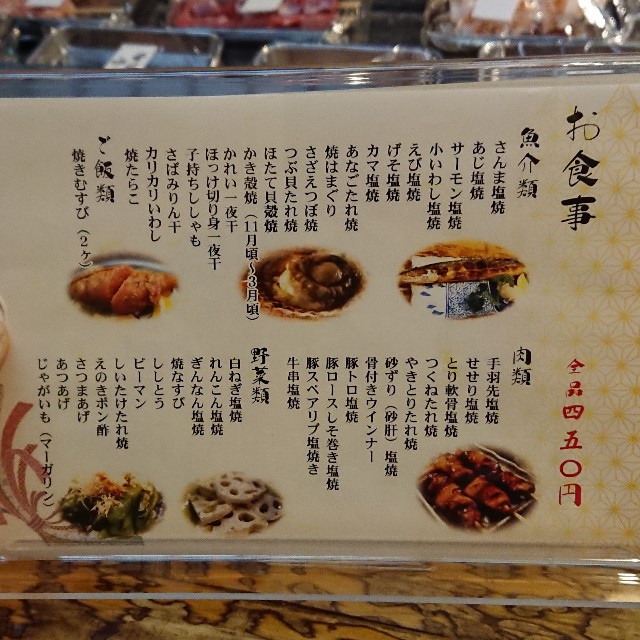 お食事
全品四五〇円
魚介類
さんま塩焼
あじ塩焼
サーモン塩焼
小いわし塩焼
えび塩焼
げそ塩焼
カマ塩焼
あなごたれ焼
焼はまぐり
さざえつぼ焼
つぶ貝たれ焼
ほたて貝殻焼
かき殻焼（11月頃～3月頃）
かれい一夜干
ほっけ切り身一夜干
子持ちししゃも
さばみりん干
カリカリいわし
焼たらこ
ご飯類
焼きむすび（2ヶ）
肉類
手羽先塩焼
せせり塩焼
とり軟骨塩焼
つくねたれ焼
やきとりたれ焼
砂ずり（砂肝）塩焼
骨付きウインナー
豚トロ塩焼
豚ロースしそ巻き塩焼
豚スペアリブ塩焼き
牛串塩焼
野菜類
白ねぎ塩焼
れんこん塩焼
ぎんなん塩焼
焼なすび
ししとう
ピーマン
しいたけたれ焼
えのきポン酢
さつまあげ
あつあげ
じゃがいも（マーガリン）